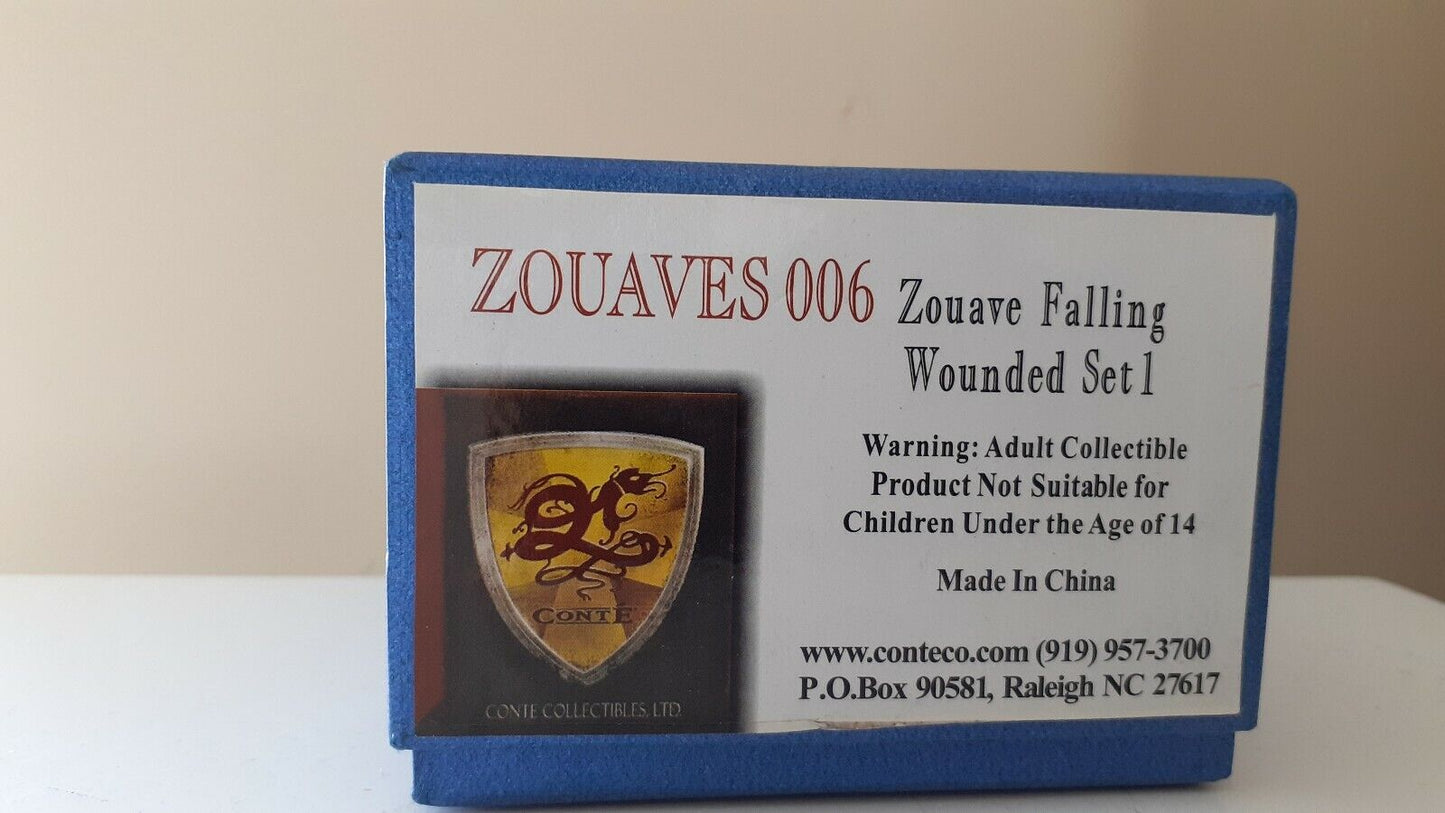 ZOUAVES 006
Zouave Falling
Wounded Set 1
Warning: Adult Collectible
Product Not Suitable for
Children Under the Age of 14
Made In China
www.conteco.com (919) 957-3700
P.O.Box 90581, Raleigh NC 27617
CONTE
CONTE COLLECTIBLES, LTD.